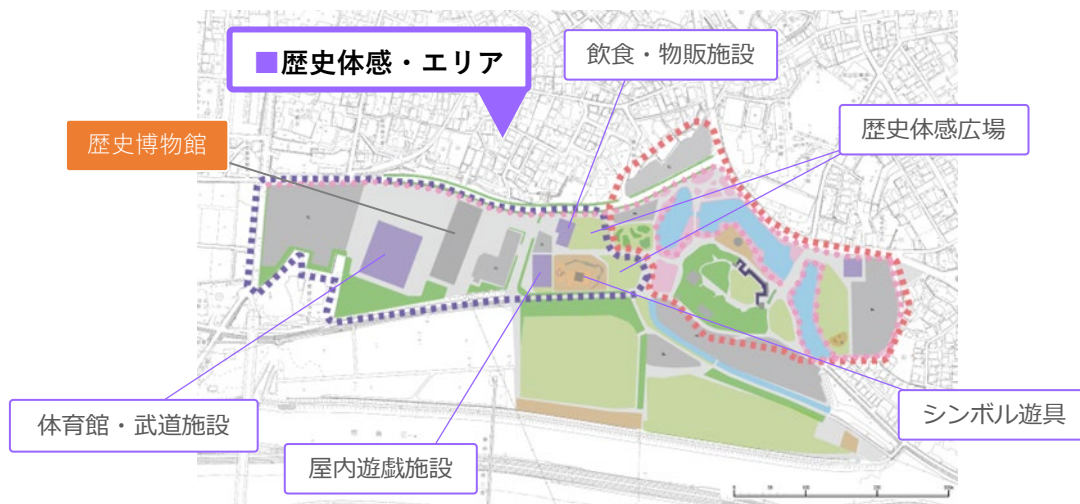 ■歴史体感・エリア
飲食・物販施設
歴史博物館
歴史体感広場
体育館・武道施設
屋内遊戯施設
シンボル遊具